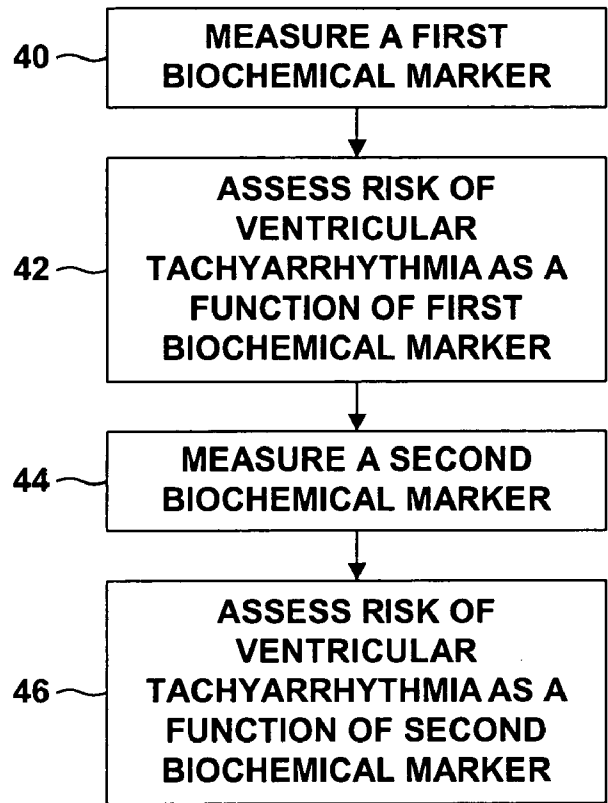 40
MEASURE A FIRST
BIOCHEMICAL MARKER
42
ASSESS RISK OF
VENTRICULAR
TACHYARRHYTHMIA AS A
FUNCTION OF FIRST
BIOCHEMICAL MARKER
44
MEASURE A SECOND
BIOCHEMICAL MARKER
46
ASSESS RISK OF
VENTRICULAR
TACHYARRHYTHMIA AS A
FUNCTION OF SECOND
BIOCHEMICAL MARKER